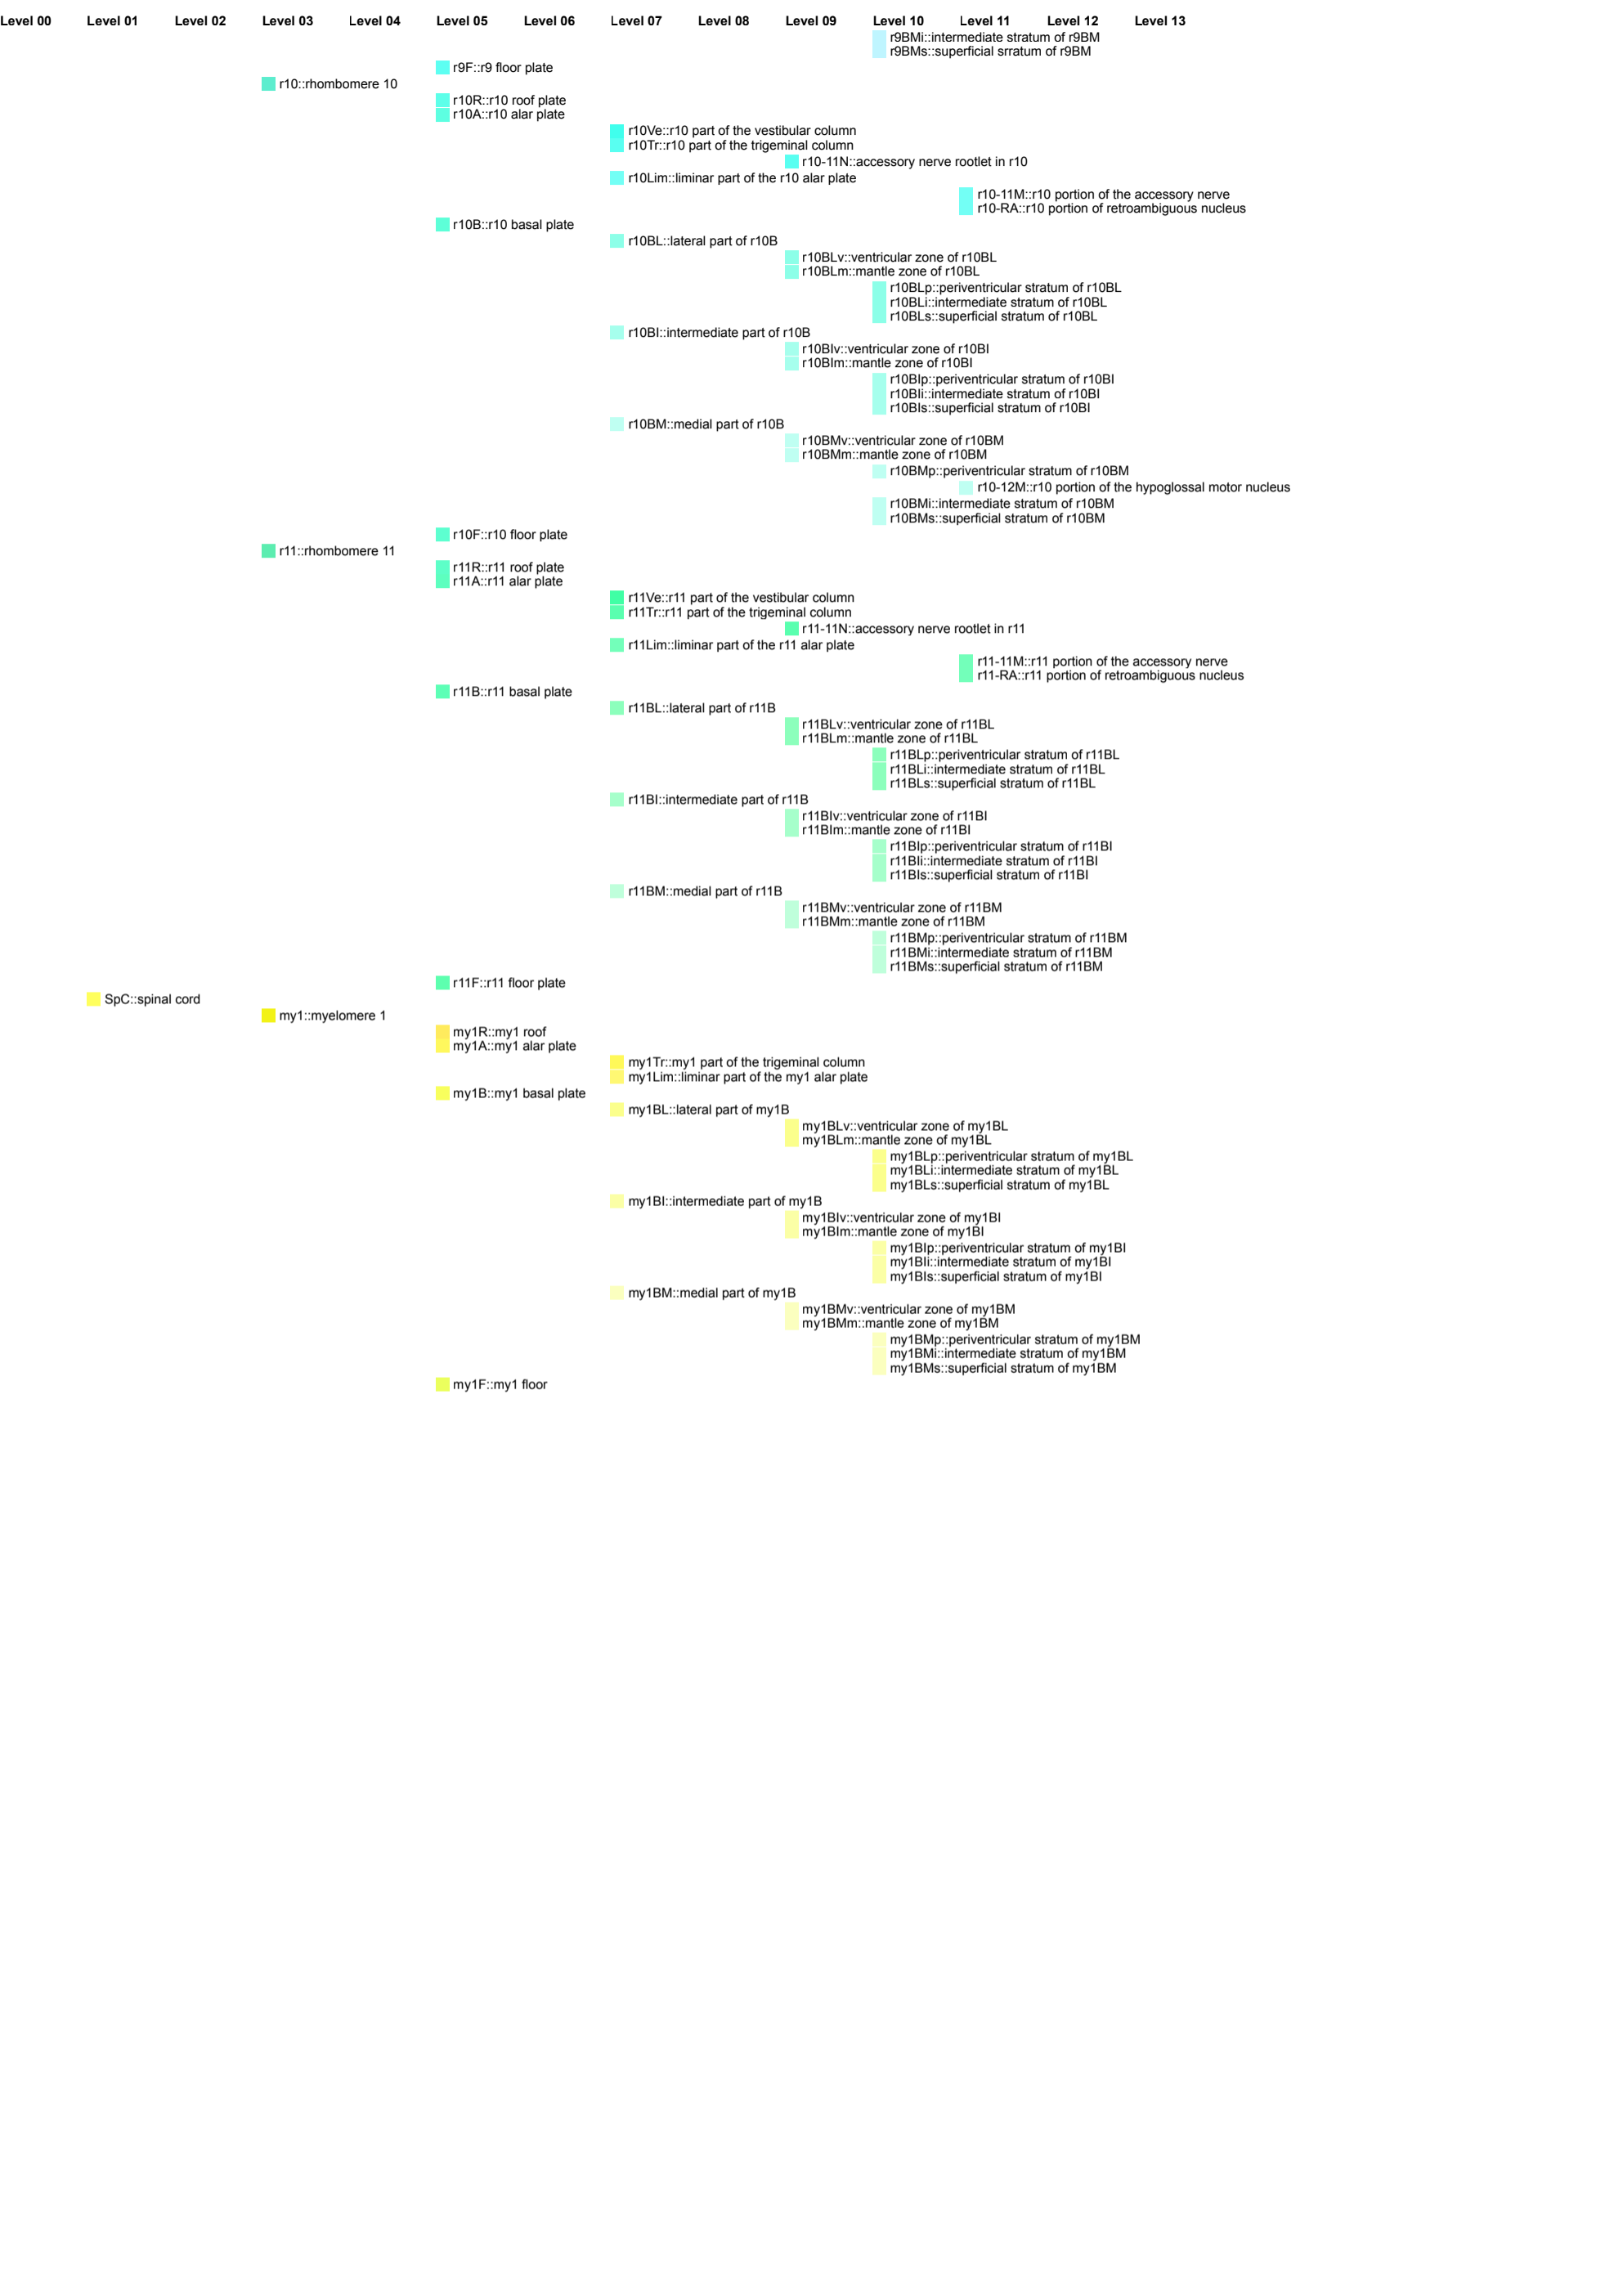 Level 00 Level 01 Level 02 Level 03 Level 04 Level 05 Level 06 Level 07 Level 08 Level 09 Level 10 Level 11 Level 12 Level 13
r9BMi::intermediate stratum of r9BM
r9BMs::superficial srratum of r9BM
r9F::r9 floor plate
r10::rhombomere 10
r10R::r10 roof plate
r10A::r10 alar plate
r10Ve::r10 part of the vestibular column
r10Tr::r10 part of the trigeminal column
r10-11N::accessory nerve rootlet in r10
r10Lim::liminar part of the r10 alar plate
r10-11M::r10 portion of the accessory nerve
r10-RA::r10 portion of retroambiguous nucleus
r10B::r10 basal plate
r10BL::lateral part of r10B
r10BLv::ventricular zone of r10BL
r10BLm::mantle zone of r10BL
r10BLp::periventricular stratum of r10BL
r10BLi::intermediate stratum of r10BL
r10BLs::superficial stratum of r10BL
r10BI::intermediate part of r10B
r10BIv::ventricular zone of r10BI
r10BIm::mantle zone of r10BI
r10BIp::periventricular stratum of r10BI
r10BIi::intermediate stratum of r10BI
r10BIs::superficial stratum of r10BI
r10BM::medial part of r10B
r10BMv::ventricular zone of r10BM
r10BMm::mantle zone of r10BM
r10BMp::periventricular stratum of r10BM
r10-12M::r10 portion of the hypoglossal motor nucleus
r10BMi::intermediate stratum of r10BM
r10BMs::superficial stratum of r10BM
r10F::r10 floor plate
r11::rhombomere 11
r11R::r11 roof plate
r11A::r11 alar plate
r11Ve::r11 part of the vestibular column
r11Tr::r11 part of the trigeminal column
r11-11N::accessory nerve rootlet in r11
r11Lim::liminar part of the r11 alar plate
r11-11M::r11 portion of the accessory nerve
r11-RA::r11 portion of retroambiguous nucleus
r11B::r11 basal plate
r11BL::lateral part of r11B
r11BLv::ventricular zone of r11BL
r11BLm::mantle zone of r11BL
r11BLp::periventricular stratum of r11BL
r11BLi::intermediate stratum of r11BL
r11BLs::superficial stratum of r11BL
r11BI::intermediate part of r11B
r11BIv::ventricular zone of r11BI
r11BIm::mantle zone of r11BI
r11BIp::periventricular stratum of r11BI
r11BIi::intermediate stratum of r11BI
r11BIs::superficial stratum of r11BI
r11BM::medial part of r11B
r11BMv::ventricular zone of r11BM
r11BMm::mantle zone of r11BM
r11BMp::periventricular stratum of r11BM
r11BMi::intermediate stratum of r11BM
r11BMs::superficial stratum of r11BM
r11F::r11 floor plate
SpC::spinal cord
my1::myelomere 1
my1R::my1 roof
my1A::my1 alar plate
my1Tr::my1 part of the trigeminal column
my1Lim::liminar part of the my1 alar plate
my1B::my1 basal plate
my1BL::lateral part of my1B
my1BLv::ventricular zone of my1BL
my1BLm::mantle zone of my1BL
my1BLp::periventricular stratum of my1BL
my1BLi::intermediate stratum of my1BL
my1BLs::superficial stratum of my1BL
my1BI::intermediate part of my1B
my1BIv::ventricular zone of my1BI
my1BIm::mantle zone of my1BI
my1BIp::periventricular stratum of my1BI
my1BIi::intermediate stratum of my1BI
my1BIs::superficial stratum of my1BI
my1BM::medial part of my1B
my1BMv::ventricular zone of my1BM
my1BMm::mantle zone of my1BM
my1BMp::periventricular stratum of my1BM
my1BMi::intermediate stratum of my1BM
my1BMs::superficial stratum of my1BM
my1F::my1 floor